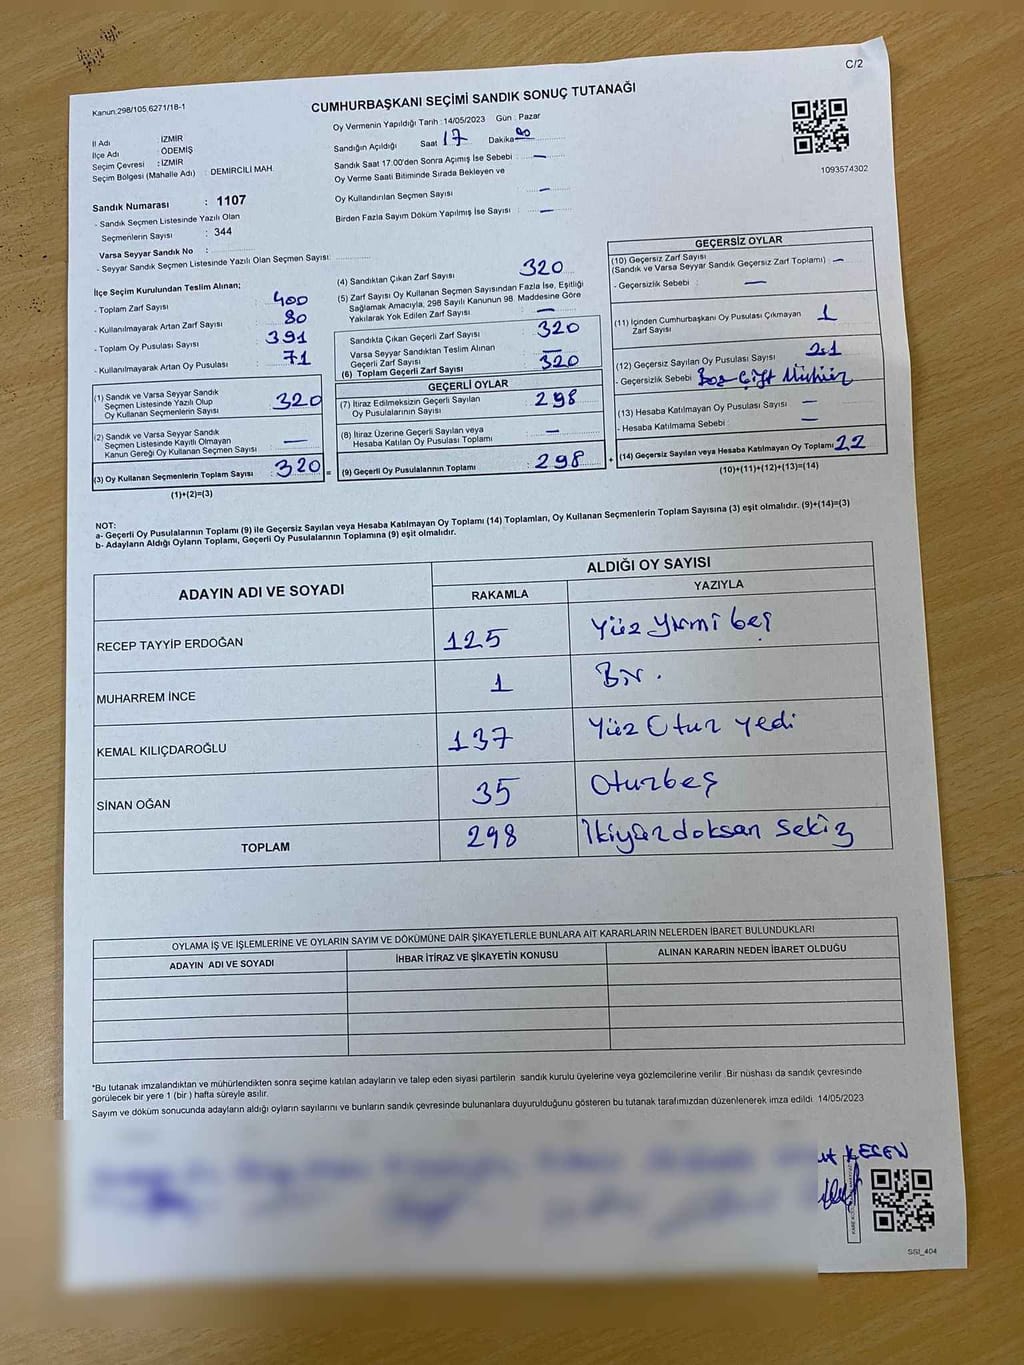 C/2
Kanun.298/105,6271/18-1
CUMHURBAŞKANI SEÇİMİ SANDIK SONUÇ TUTANAĞI
İl Adı : İZMİR
İlçe Adı : ÖDEMİŞ
Seçim Çevresi : İZMİR
Seçim Bölgesi (Mahalle Adı) : DEMİRCİLİ MAH.
Sandık Numarası : 1107
- Sandık Seçmen Listesinde Yazılı Olan
Seçmenlerin Sayısı : 344
Varsa Seyyar Sandık No :
- Seyyar Sandık Seçmen Listesinde Yazılı Olan Seçmen Sayısı:
Oy Vermenin Yapıldığı Tarih : 14/05/2023 Gün : Pazar
Sandığın Açıldığı Saat 17 Dakika 00
Sandık Saat 17.00'den Sonra Açımış İse Sebebi : —
Oy Verme Saati Bitiminde Sırada Bekleyen ve
Oy Kullandırılan Seçmen Sayısı : —
Birden Fazla Sayım Döküm Yapılmış İse Sayısı : —
1093574302
İlçe Seçim Kurulundan Teslim Alınan;
- Toplam Zarf Sayısı : 400
- Kullanılmayarak Artan Zarf Sayısı : 80
- Toplam Oy Pusulası Sayısı : 391
- Kullanılmayarak Artan Oy Pusulası : 71
(1) Sandık ve Varsa Seyyar Sandık
Seçmen Listesinde Yazılı Olup
Oy Kullanan Seçmenlerin Sayısı : 320
(2) Sandık ve Varsa Seyyar Sandık
Seçmen Listesinde Kayıtlı Olmayan
Kanun Gereği Oy Kullanan Seçmen Sayısı : —
(3) Oy Kullanan Seçmenlerin Toplam Sayısı : 320 =
(1)+(2)=(3)
(4) Sandıktan Çıkan Zarf Sayısı : 320
(5) Zarf Sayısı Oy Kullanan Seçmen Sayısından Fazla İse, Eşitliği
Sağlamak Amacıyla, 298 Sayılı Kanunun 98. Maddesine Göre
Yakılarak Yok Edilen Zarf Sayısı : —
Sandıkta Çıkan Geçerli Zarf Sayısı : 320
Varsa Seyyar Sandıktan Teslim Alınan
Geçerli Zarf Sayısı : —
(6) Toplam Geçerli Zarf Sayısı : 320
GEÇERLİ OYLAR
(7) İtiraz Edilmeksizin Geçerli Sayılan
Oy Pusulalarının Sayısı : 298
(8) İtiraz Üzerine Geçerli Sayılan veya
Hesaba Katılan Oy Pusulası Toplamı : —
(9) Geçerli Oy Pusulalarının Toplamı : 298 +
GEÇERSİZ OYLAR
(10) Geçersiz Zarf Sayısı
(Sandık ve Varsa Seyyar Sandık Geçersiz Zarf Toplamı) : —
- Geçersizlik Sebebi : —
(11) İçinden Cumhurbaşkanı Oy Pusulası Çıkmayan
Zarf Sayısı : 1
(12) Geçersiz Sayılan Oy Pusulası Sayısı : 21
- Geçersizlik Sebebi Boş Çift Mühür
(13) Hesaba Katılmayan Oy Pusulası Sayısı : —
- Hesaba Katılmama Sebebi : —
(14) Geçersiz Sayılan veya Hesaba Katılmayan Oy Toplamı : 22
(10)+(11)+(12)+(13)=(14)
NOT:
a- Geçerli Oy Pusulalarının Toplamı (9) ile Geçersiz Sayılan veya Hesaba Katılmayan Oy Toplamı (14) Toplamları, Oy Kullanan Seçmenlerin Toplam Sayısına (3) eşit olmalıdır. (9)+(14)=(3)
b- Adayların Aldığı Oyların Toplamı, Geçerli Oy Pusulalarının Toplamına (9) eşit olmalıdır.
ADAYIN ADI VE SOYADI ALDIĞI OY SAYISI
RAKAMLA YAZIYLA
RECEP TAYYİP ERDOĞAN 125 Yüz Yirmi beş
MUHARREM İNCE 1 Bir.
KEMAL KILIÇDAROĞLU 137 Yüz Otuz yedi
SİNAN OĞAN 35 Otuzbeş
TOPLAM 298 İkiyüzdoksan Sekiz
OYLAMA İŞ VE İŞLEMLERİNE VE OYLARIN SAYIM VE DÖKÜMÜNE DAİR ŞİKAYETLERLE BUNLARA AİT KARARLARIN NELERDEN İBARET BULUNDUKLARI
ADAYIN ADI VE SOYADI İHBAR İTİRAZ VE ŞİKAYETİN KONUSU ALINAN KARARIN NEDEN İBARET OLDUĞU
*Bu tutanak imzalandıktan ve mühürlendikten sonra seçime katılan adayların ve talep eden siyasi partilerin sandık kurulu üyelerine veya gözlemcilerine verilir .Bir nüshası da sandık çevresinde
görülecek bir yere 1 (bir ) hafta süreyle asılır.
Sayım ve döküm sonucunda adayların aldığı oyların sayılarını ve bunların sandık çevresinde bulunanlara duyurulduğunu gösteren bu tutanak tarafımızdan düzenlenerek imza edildi 14/05/2023
KESEN
SSI_404